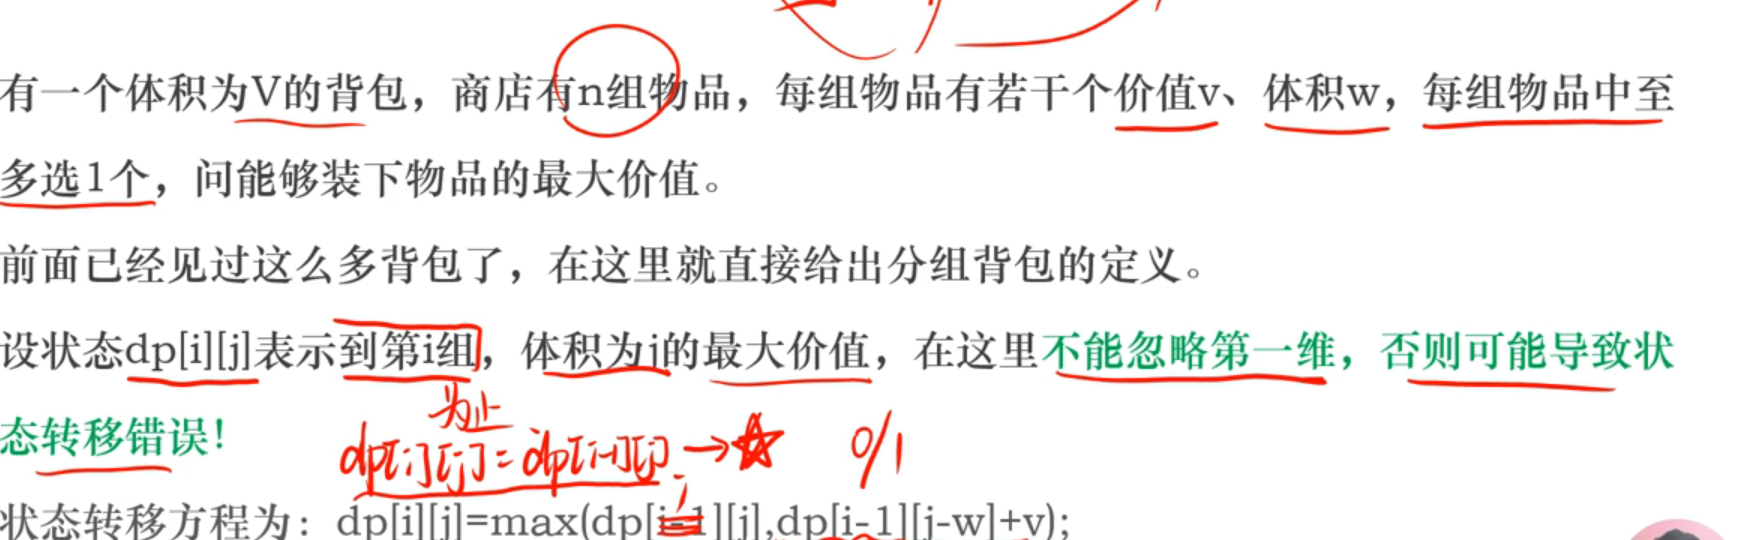 有一个体积为V的背包，商店有n组物品，每组物品有若干个价值v、体积w，每组物品中至
多选1个，问能够装下物品的最大价值。
前面已经见过这么多背包了，在这里就直接给出分组背包的定义。
设状态dp[i][j]表示到第i组，体积为j的最大价值，在这里不能忽略第一维，否则可能导致状
为止
态转移错误！
dp[i][j]=dp[i-1][j]; → ☆ 0/1
状态转移方程为：dp[i][j]=max(dp[i-1][j],dp[i-1][j-w]+v);